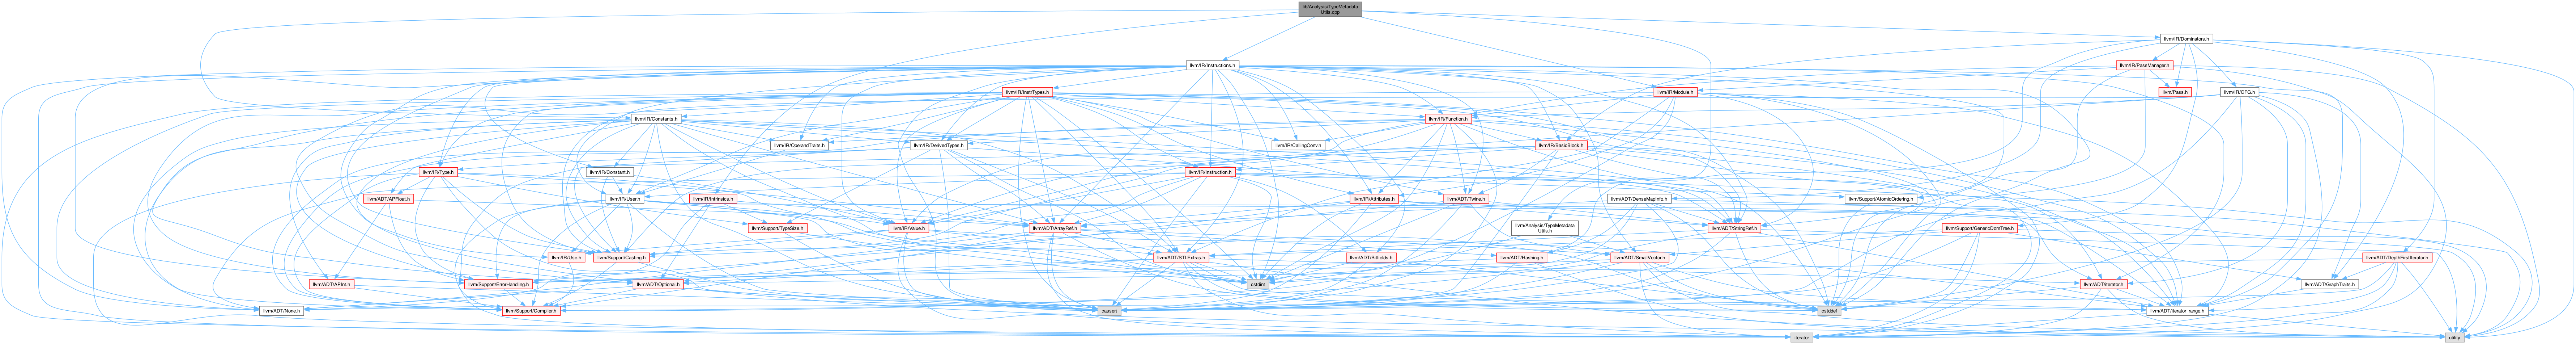 lib/Analysis/TypeMetadata
Utils.cpp
llvm/IR/Dominators.h
llvm/IR/Instructions.h
llvm/IR/PassManager.h
llvm/IR/InstrTypes.h
llvm/IR/Module.h
llvm/Pass.h
llvm/IR/CFG.h
llvm/IR/Constants.h
llvm/IR/Function.h
llvm/IR/OperandTraits.h
llvm/IR/DerivedTypes.h
llvm/IR/CallingConv.h
llvm/IR/BasicBlock.h
llvm/IR/Type.h
llvm/IR/Constant.h
llvm/IR/Instruction.h
llvm/ADT/APFloat.h
llvm/IR/User.h
llvm/IR/Intrinsics.h
llvm/IR/Attributes.h
llvm/ADT/Twine.h
llvm/ADT/DenseMapInfo.h
llvm/Support/AtomicOrdering.h
llvm/Support/TypeSize.h
llvm/IR/Value.h
llvm/ADT/ArrayRef.h
llvm/Analysis/TypeMetadata
Utils.h
llvm/ADT/StringRef.h
llvm/Support/GenericDomTree.h
llvm/IR/Use.h
llvm/Support/Casting.h
llvm/ADT/STLExtras.h
llvm/ADT/Bitfields.h
llvm/ADT/Hashing.h
llvm/ADT/SmallVector.h
llvm/ADT/DepthFirstIterator.h
llvm/ADT/APInt.h
llvm/Support/ErrorHandling.h
llvm/ADT/Optional.h
cstdint
llvm/ADT/iterator.h
llvm/ADT/GraphTraits.h
llvm/ADT/None.h
llvm/Support/Compiler.h
cassert
cstddef
llvm/ADT/iterator_range.h
iterator
utility